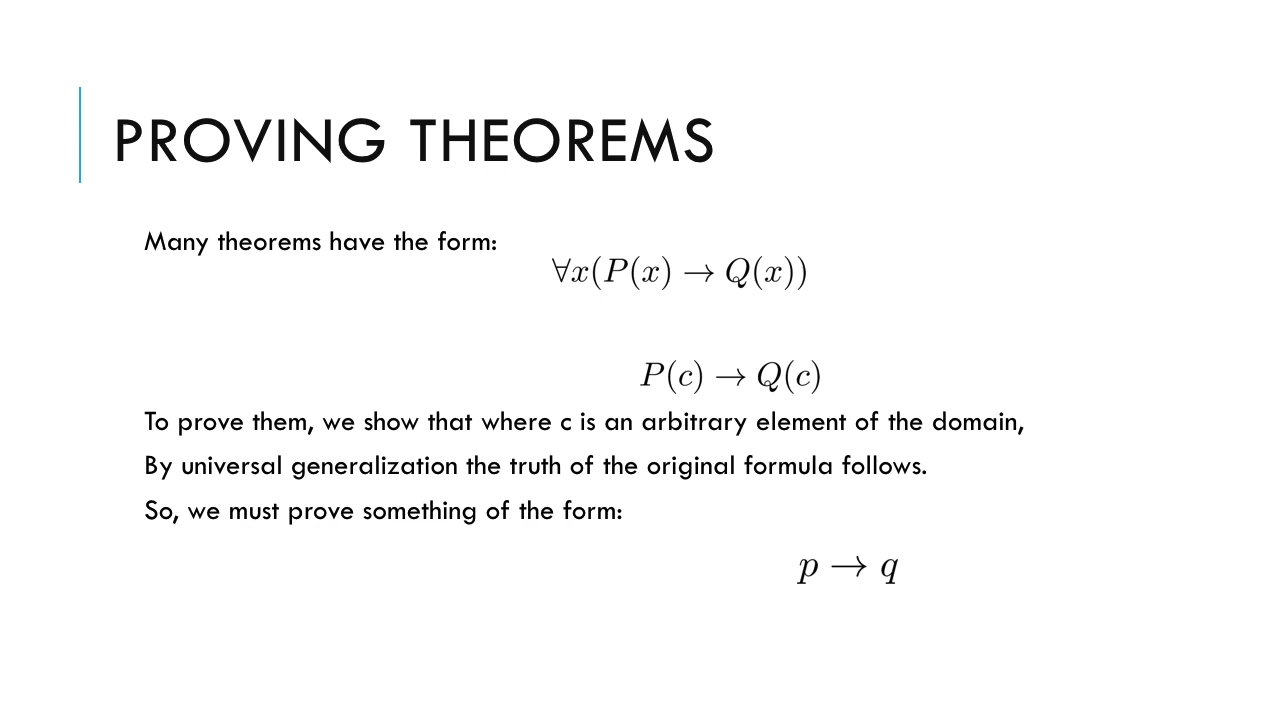 PROVING THEOREMS
Many theorems have the form:
∀x(P(x) → Q(x))
P(c) → Q(c)
To prove them, we show that where c is an arbitrary element of the domain,
By universal generalization the truth of the original formula follows.
So, we must prove something of the form:
p → q